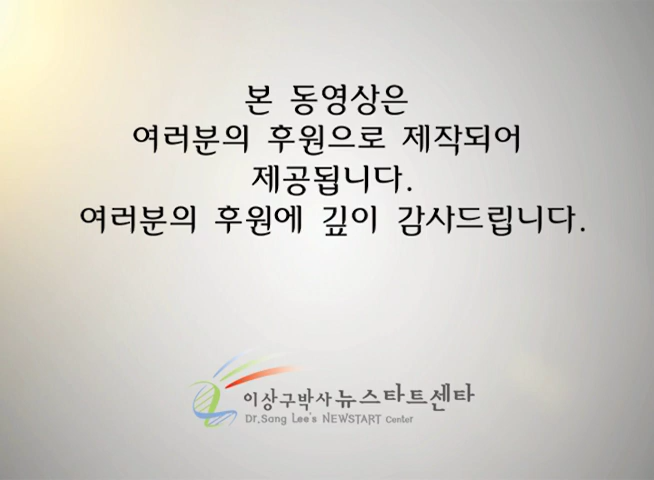 본 동영상은
여러분의 후원으로 제작되어
제공됩니다.
여러분의 후원에 깊이 감사드립니다.
이상구박사 뉴스타트센타
Dr.Sang Lee's NEWSTART Center